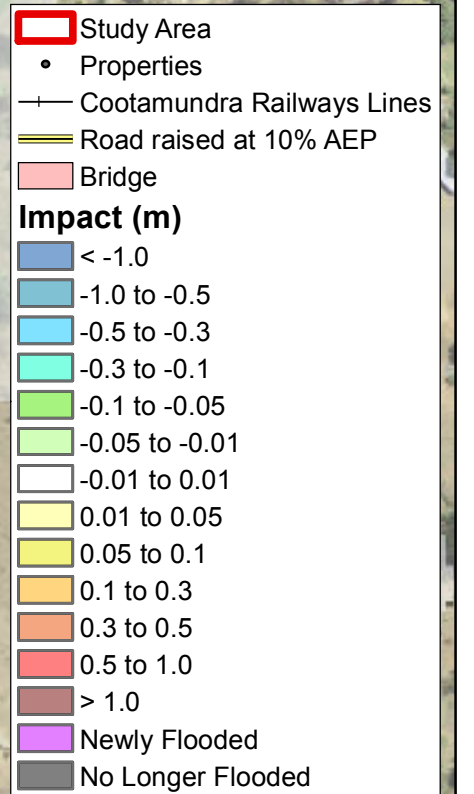 Study Area
Properties
Cootamundra Railways Lines
Road raised at 10% AEP
Bridge
Impact (m)
< -1.0
-1.0 to -0.5
-0.5 to -0.3
-0.3 to -0.1
-0.1 to -0.05
-0.05 to -0.01
-0.01 to 0.01
0.01 to 0.05
0.05 to 0.1
0.1 to 0.3
0.3 to 0.5
0.5 to 1.0
> 1.0
Newly Flooded
No Longer Flooded